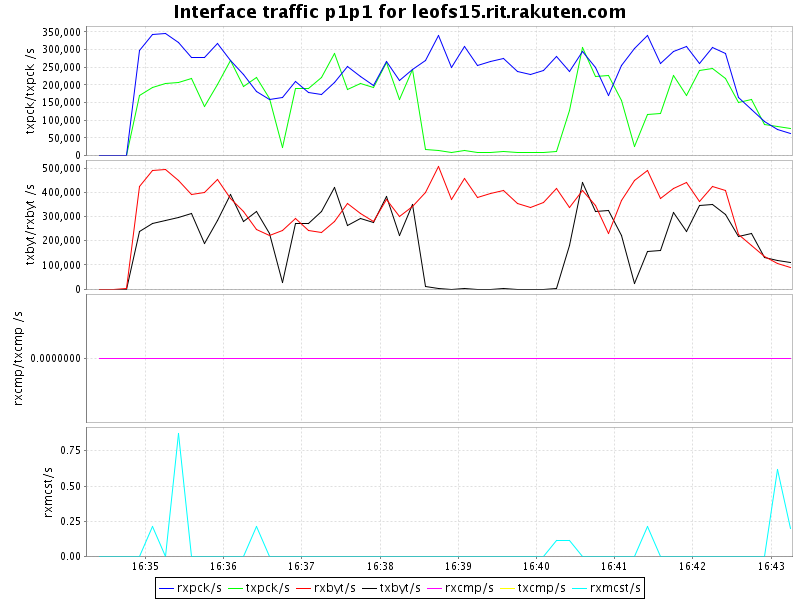 Interface traffic p1p1 for leofs15.rit.rakuten.com
txpck/txpck /s
350,000
300,000
250,000
200,000
150,000
100,000
50,000
0
txbyt/rxbyt /s
500,000
400,000
300,000
200,000
100,000
0
rxcmp/txcmp /s
0.0000000
rxmcst/s
0.75
0.50
0.25
0.00
16:35 16:36 16:37 16:38 16:39 16:40 16:41 16:42 16:43
rxpck/s txpck/s rxbyt/s txbyt/s rxcmp/s txcmp/s rxmcst/s